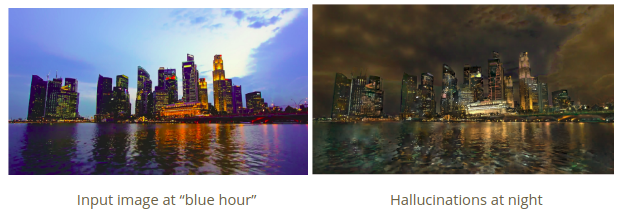 Input image at “blue hour”
Hallucinations at night